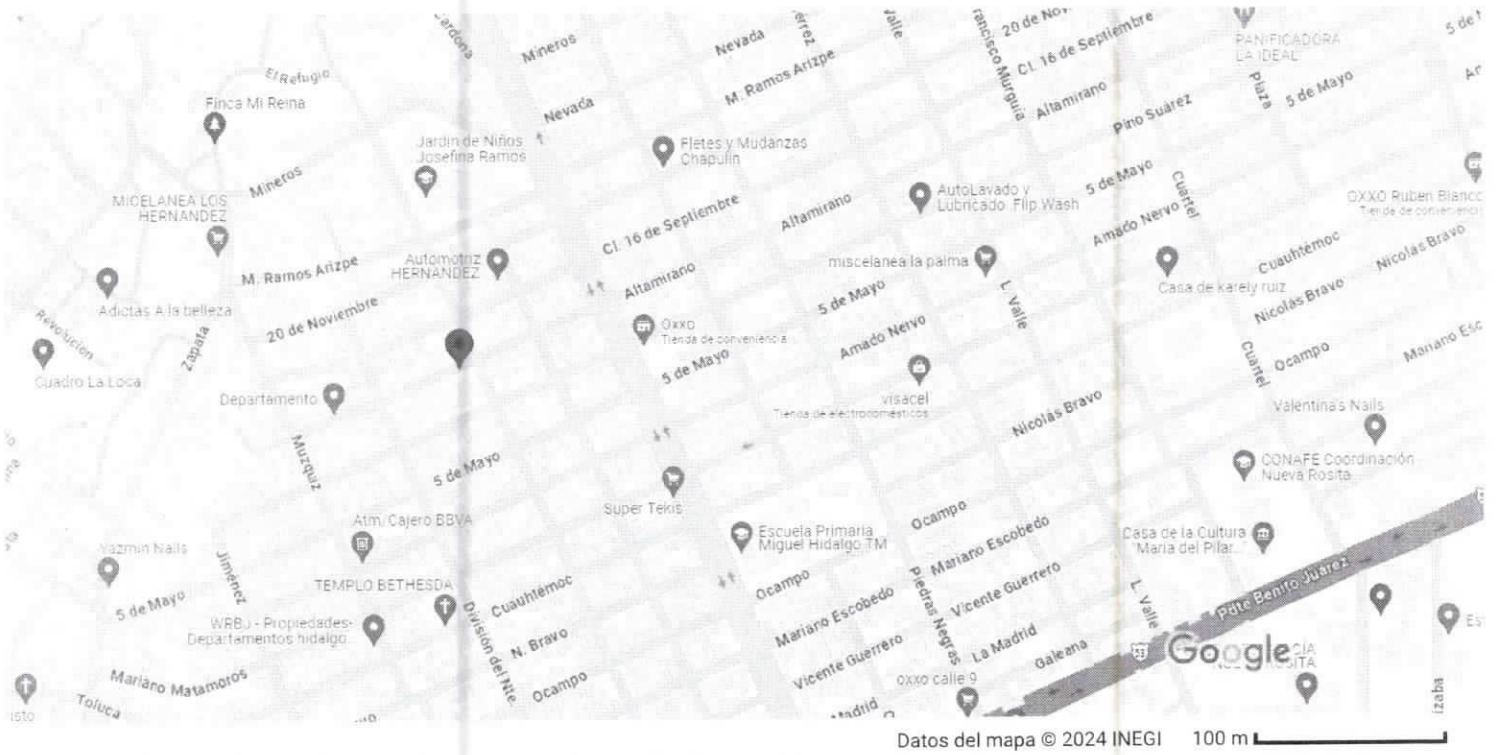 Cardona
Mineros
Nevada
Valle
Francisco Murguía
20 de Nov
Cl. 16 de Septiembre
PANIFICADORA
LA IDEAL
El Refugio
Finca Mi Reina
Nevada
M. Ramos Arizpe
Altamirano
Pino Suárez
Plaza
5 de Mayo
Jardín de Niños
Josefina Ramos
Fletes y Mudanzas
Chapulin
Mineros
MICELANEA LOS
HERNANDEZ
AutoLavado y
Lubricado Flip Wash
5 de Mayo
Cuartel
OXXO Ruben Blanco
Tienda de conveniencia
Cl. 16 de Septiembre
Altamirano
Amado Nervo
Cuauhtémoc
Nicolás Bravo
M. Ramos Arizpe
Automotriz
HERNANDEZ
Altamirano
miscelanea la palma
Casa de karely ruiz
Adictas A la belleza
20 de Noviembre
5 de Mayo
L. Valle
Nicolás Bravo
Revolución
Zapata
Oxxo
Tienda de conveniencia
Amado Nervo
Cuartel
Ocampo
Mariano Esc
Cuadro La Loca
5 de Mayo
Departamento
visacel
Tienda de electrodomésticos
Nicolás Bravo
Valentina's Nails
Muzquiz
5 de Mayo
CONAFE Coordinación
Nueva Rosita
Super Tekis
Atm/Cajero BBVA
Escuela Primaria
Miguel Hidalgo TM
Ocampo
Mariano Escobedo
Casa de la Cultura
"Maria del Pilar...
Yazmin Nails
Jiménez
TEMPLO BETHESDA
Cuauhtémoc
Ocampo
Piedras Negras
Vicente Guerrero
L. Valle
Pdte Benito Juárez
5 de Mayo
WRBJ - Propiedades-
Departamentos hidalgo...
División del Nte
N. Bravo
Mariano Escobedo
La Madrid
Galeana
Google
Mariano Matamoros
Toluca
Ocampo
Vicente Guerrero
oxxo calle 9
Madrid
Datos del mapa © 2024 INEGI 100 m